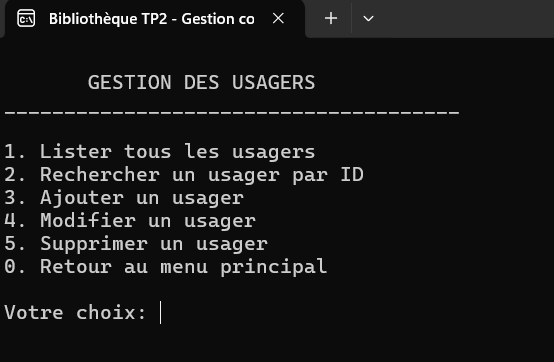 Bibliothèque TP2 - Gestion co
GESTION DES USAGERS
--------------------------------------
1. Lister tous les usagers
2. Rechercher un usager par ID
3. Ajouter un usager
4. Modifier un usager
5. Supprimer un usager
0. Retour au menu principal
Votre choix: